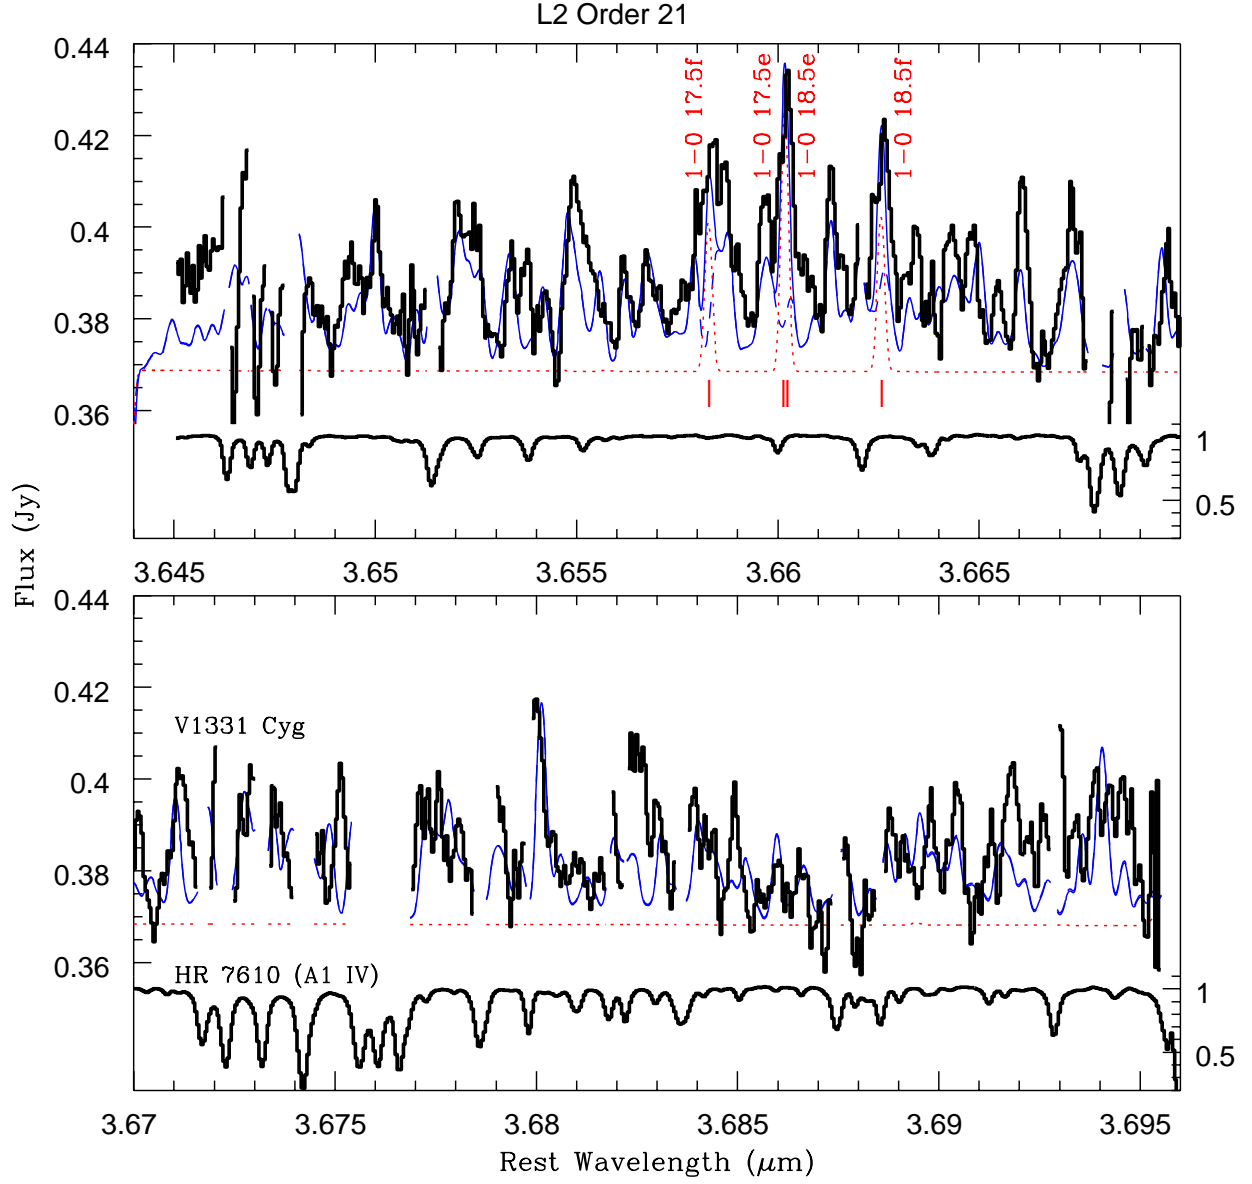 L2 Order 21
0.44
0.42
0.4
0.38
0.36
1-0 17.5f
1-0 17.5e
1-0 18.5e
1-0 18.5f
1
0.5
3.645
3.65
3.655
3.66
3.665
Flux (Jy)
0.44
0.42
0.4
0.38
0.36
V1331 Cyg
HR 7610 (A1 IV)
1
0.5
3.67
3.675
3.68
3.685
3.69
3.695
Rest Wavelength (μm)